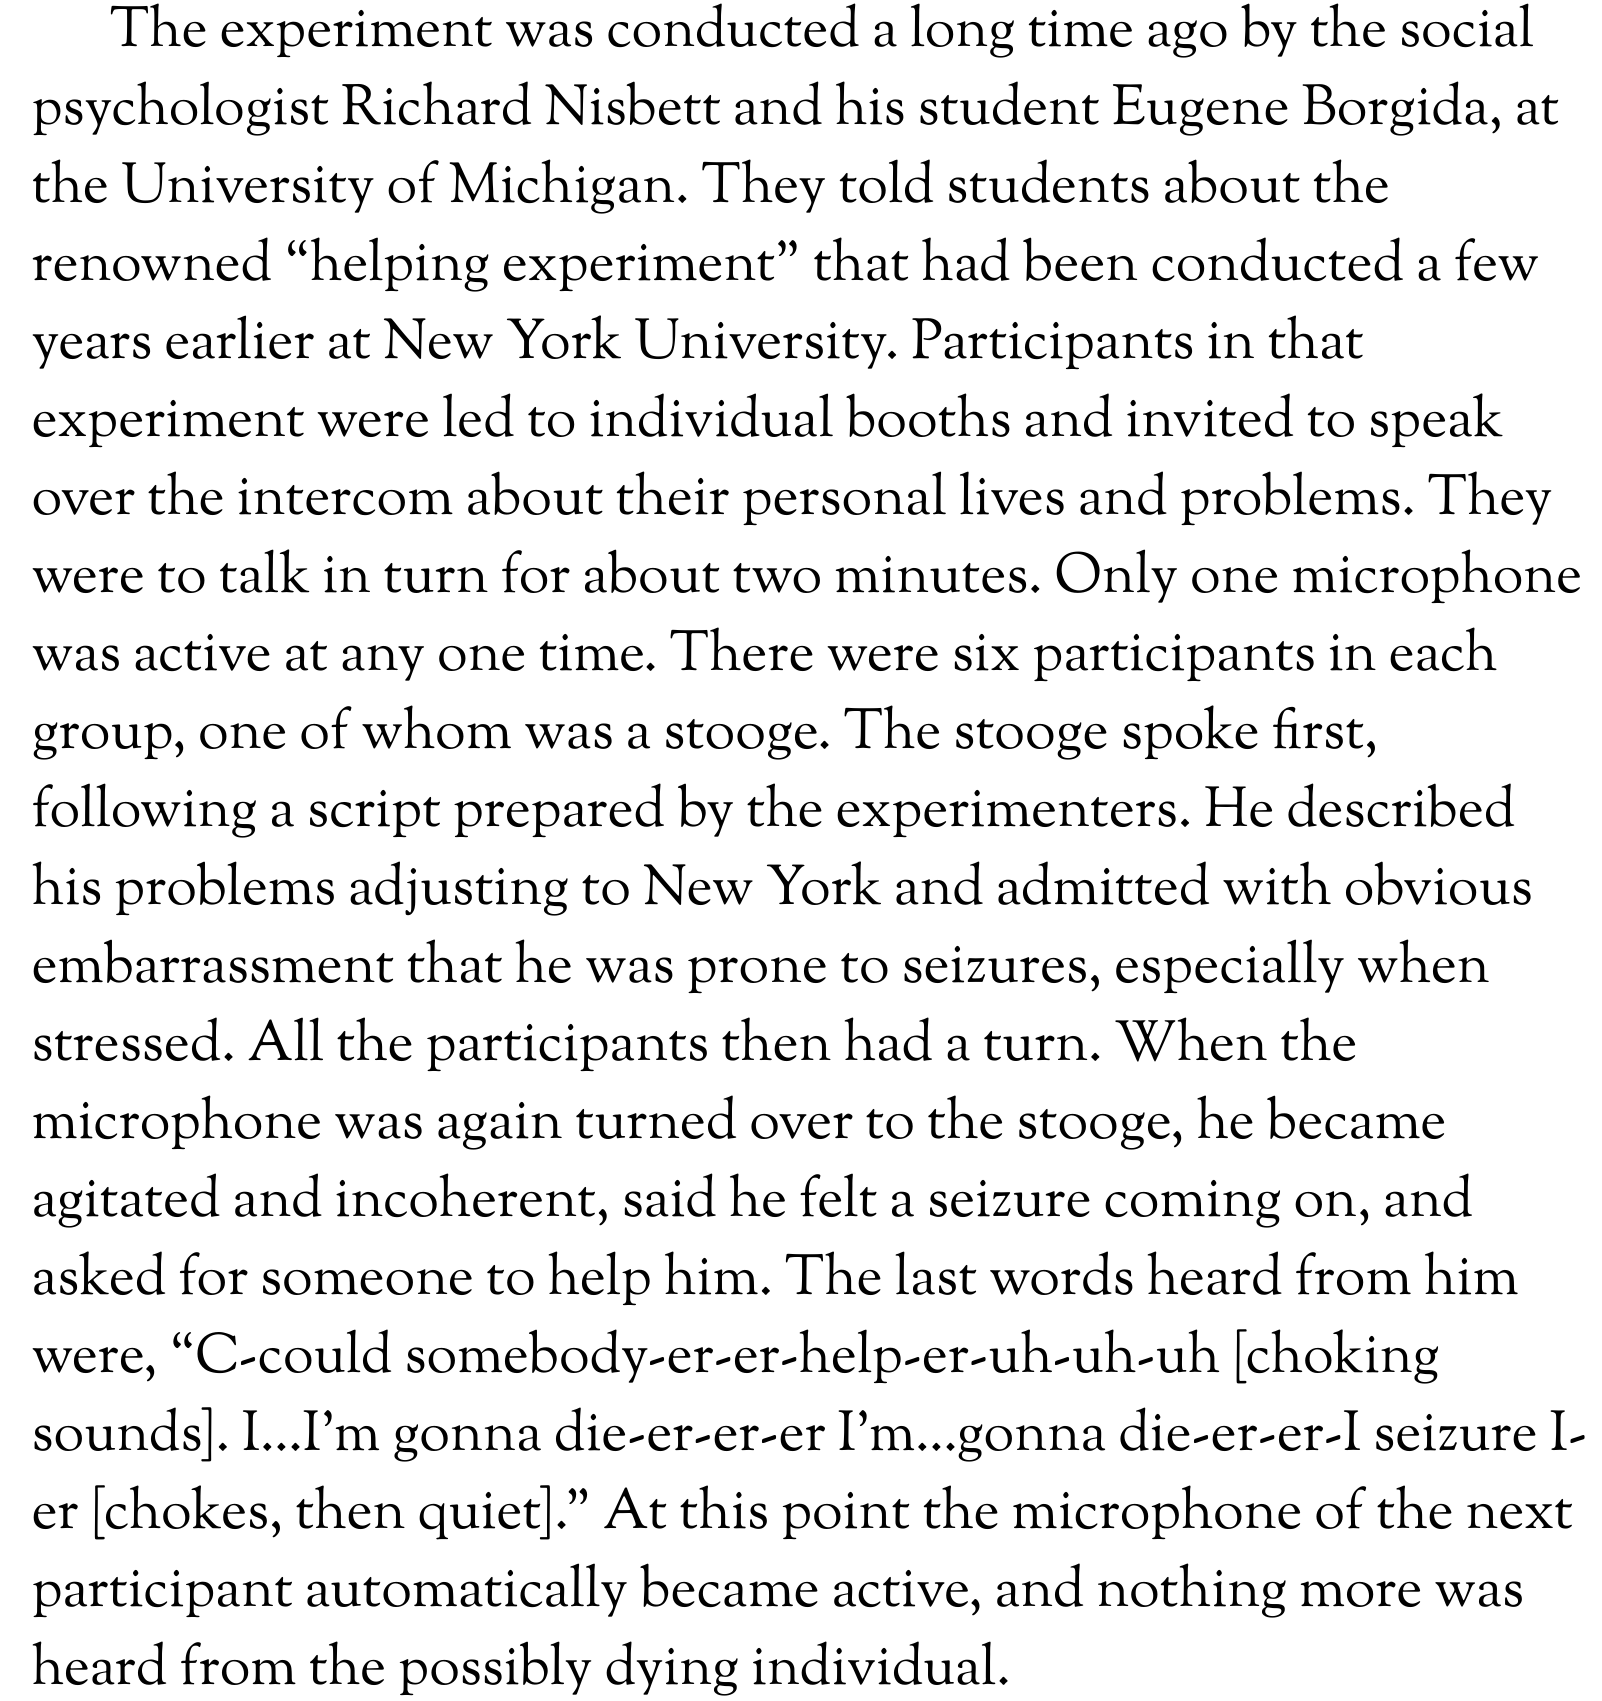 The experiment was conducted a long time ago by the social
psychologist Richard Nisbett and his student Eugene Borgida, at
the University of Michigan. They told students about the
renowned “helping experiment” that had been conducted a few
years earlier at New York University. Participants in that
experiment were led to individual booths and invited to speak
over the intercom about their personal lives and problems. They
were to talk in turn for about two minutes. Only one microphone
was active at any one time. There were six participants in each
group, one of whom was a stooge. The stooge spoke first,
following a script prepared by the experimenters. He described
his problems adjusting to New York and admitted with obvious
embarrassment that he was prone to seizures, especially when
stressed. All the participants then had a turn. When the
microphone was again turned over to the stooge, he became
agitated and incoherent, said he felt a seizure coming on, and
asked for someone to help him. The last words heard from him
were, “C-could somebody-er-er-help-er-uh-uh-uh [choking
sounds]. I…I’m gonna die-er-er-er I’m…gonna die-er-er-I seizure I-
er [chokes, then quiet].” At this point the microphone of the next
participant automatically became active, and nothing more was
heard from the possibly dying individual.